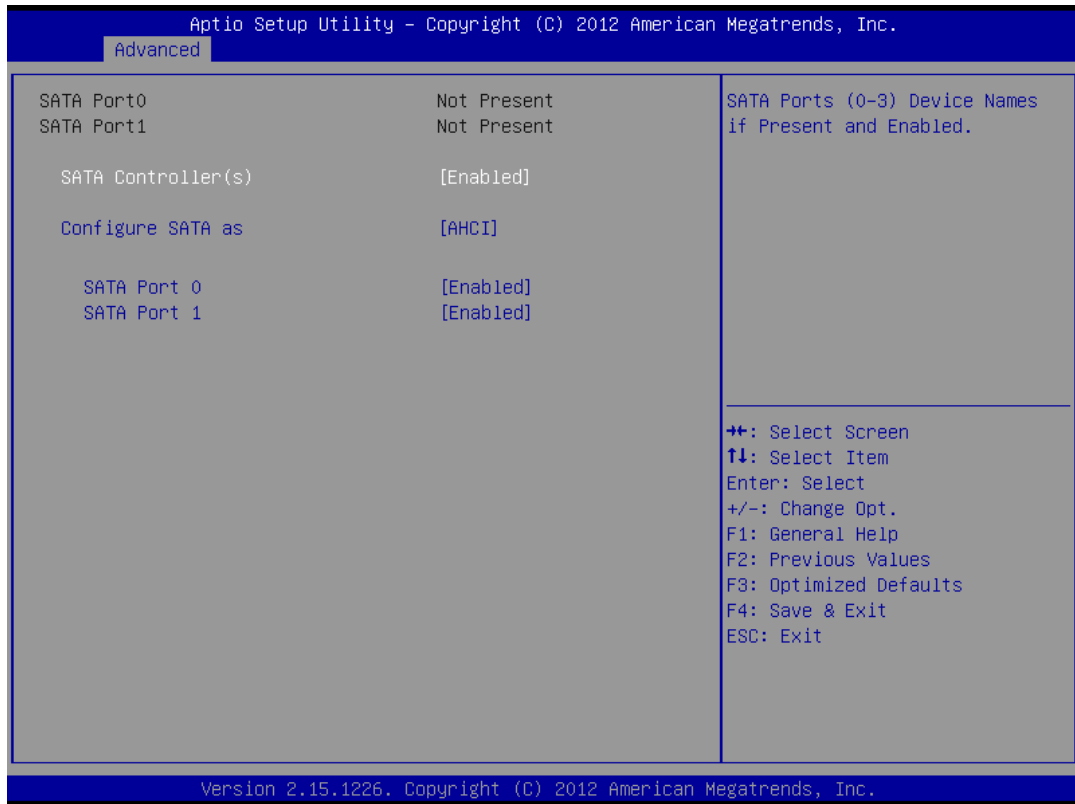 Aptio Setup Utility – Copyright (C) 2012 American Megatrends, Inc.
Advanced
SATA Port0 Not Present
SATA Port1 Not Present
SATA Controller(s) [Enabled]
Configure SATA as [AHCI]
SATA Port 0 [Enabled]
SATA Port 1 [Enabled]
SATA Ports (0-3) Device Names
if Present and Enabled.
→←: Select Screen
↑↓: Select Item
Enter: Select
+/-: Change Opt.
F1: General Help
F2: Previous Values
F3: Optimized Defaults
F4: Save & Exit
ESC: Exit
Version 2.15.1226. Copyright (C) 2012 American Megatrends, Inc.